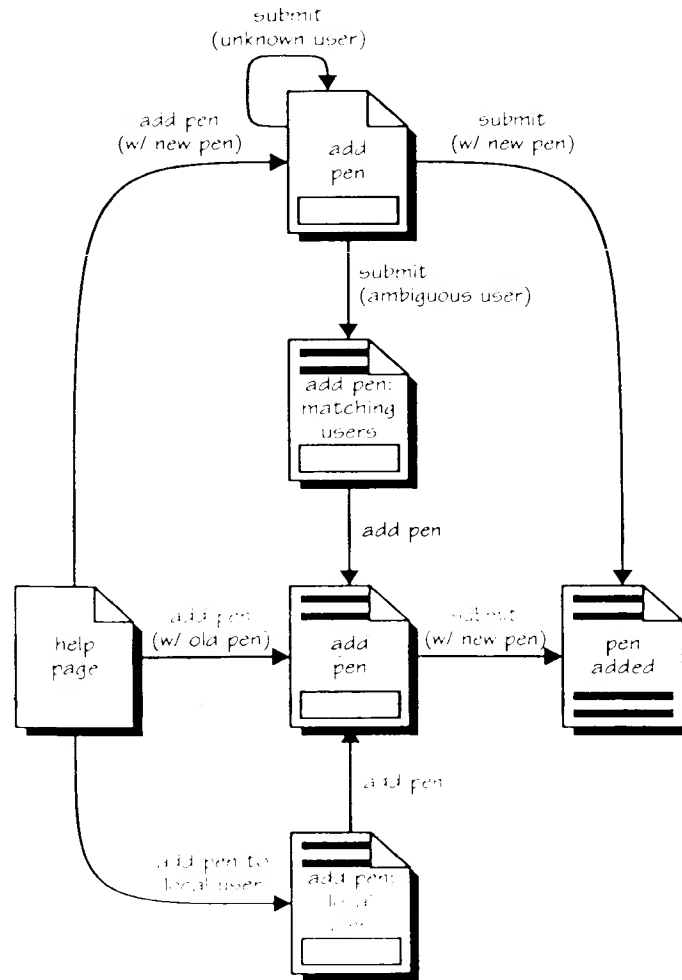 submit
(unknown user)
add pen
(w/ new pen)
submit
(w/ new pen)
add
pen
submit
(ambiguous user)
add pen:
matching
users
add pen
help
page
add pen
(w/ old pen)
add
pen
submit
(w/ new pen)
pen
added
add pen
add pen to
local user
add pen:
local